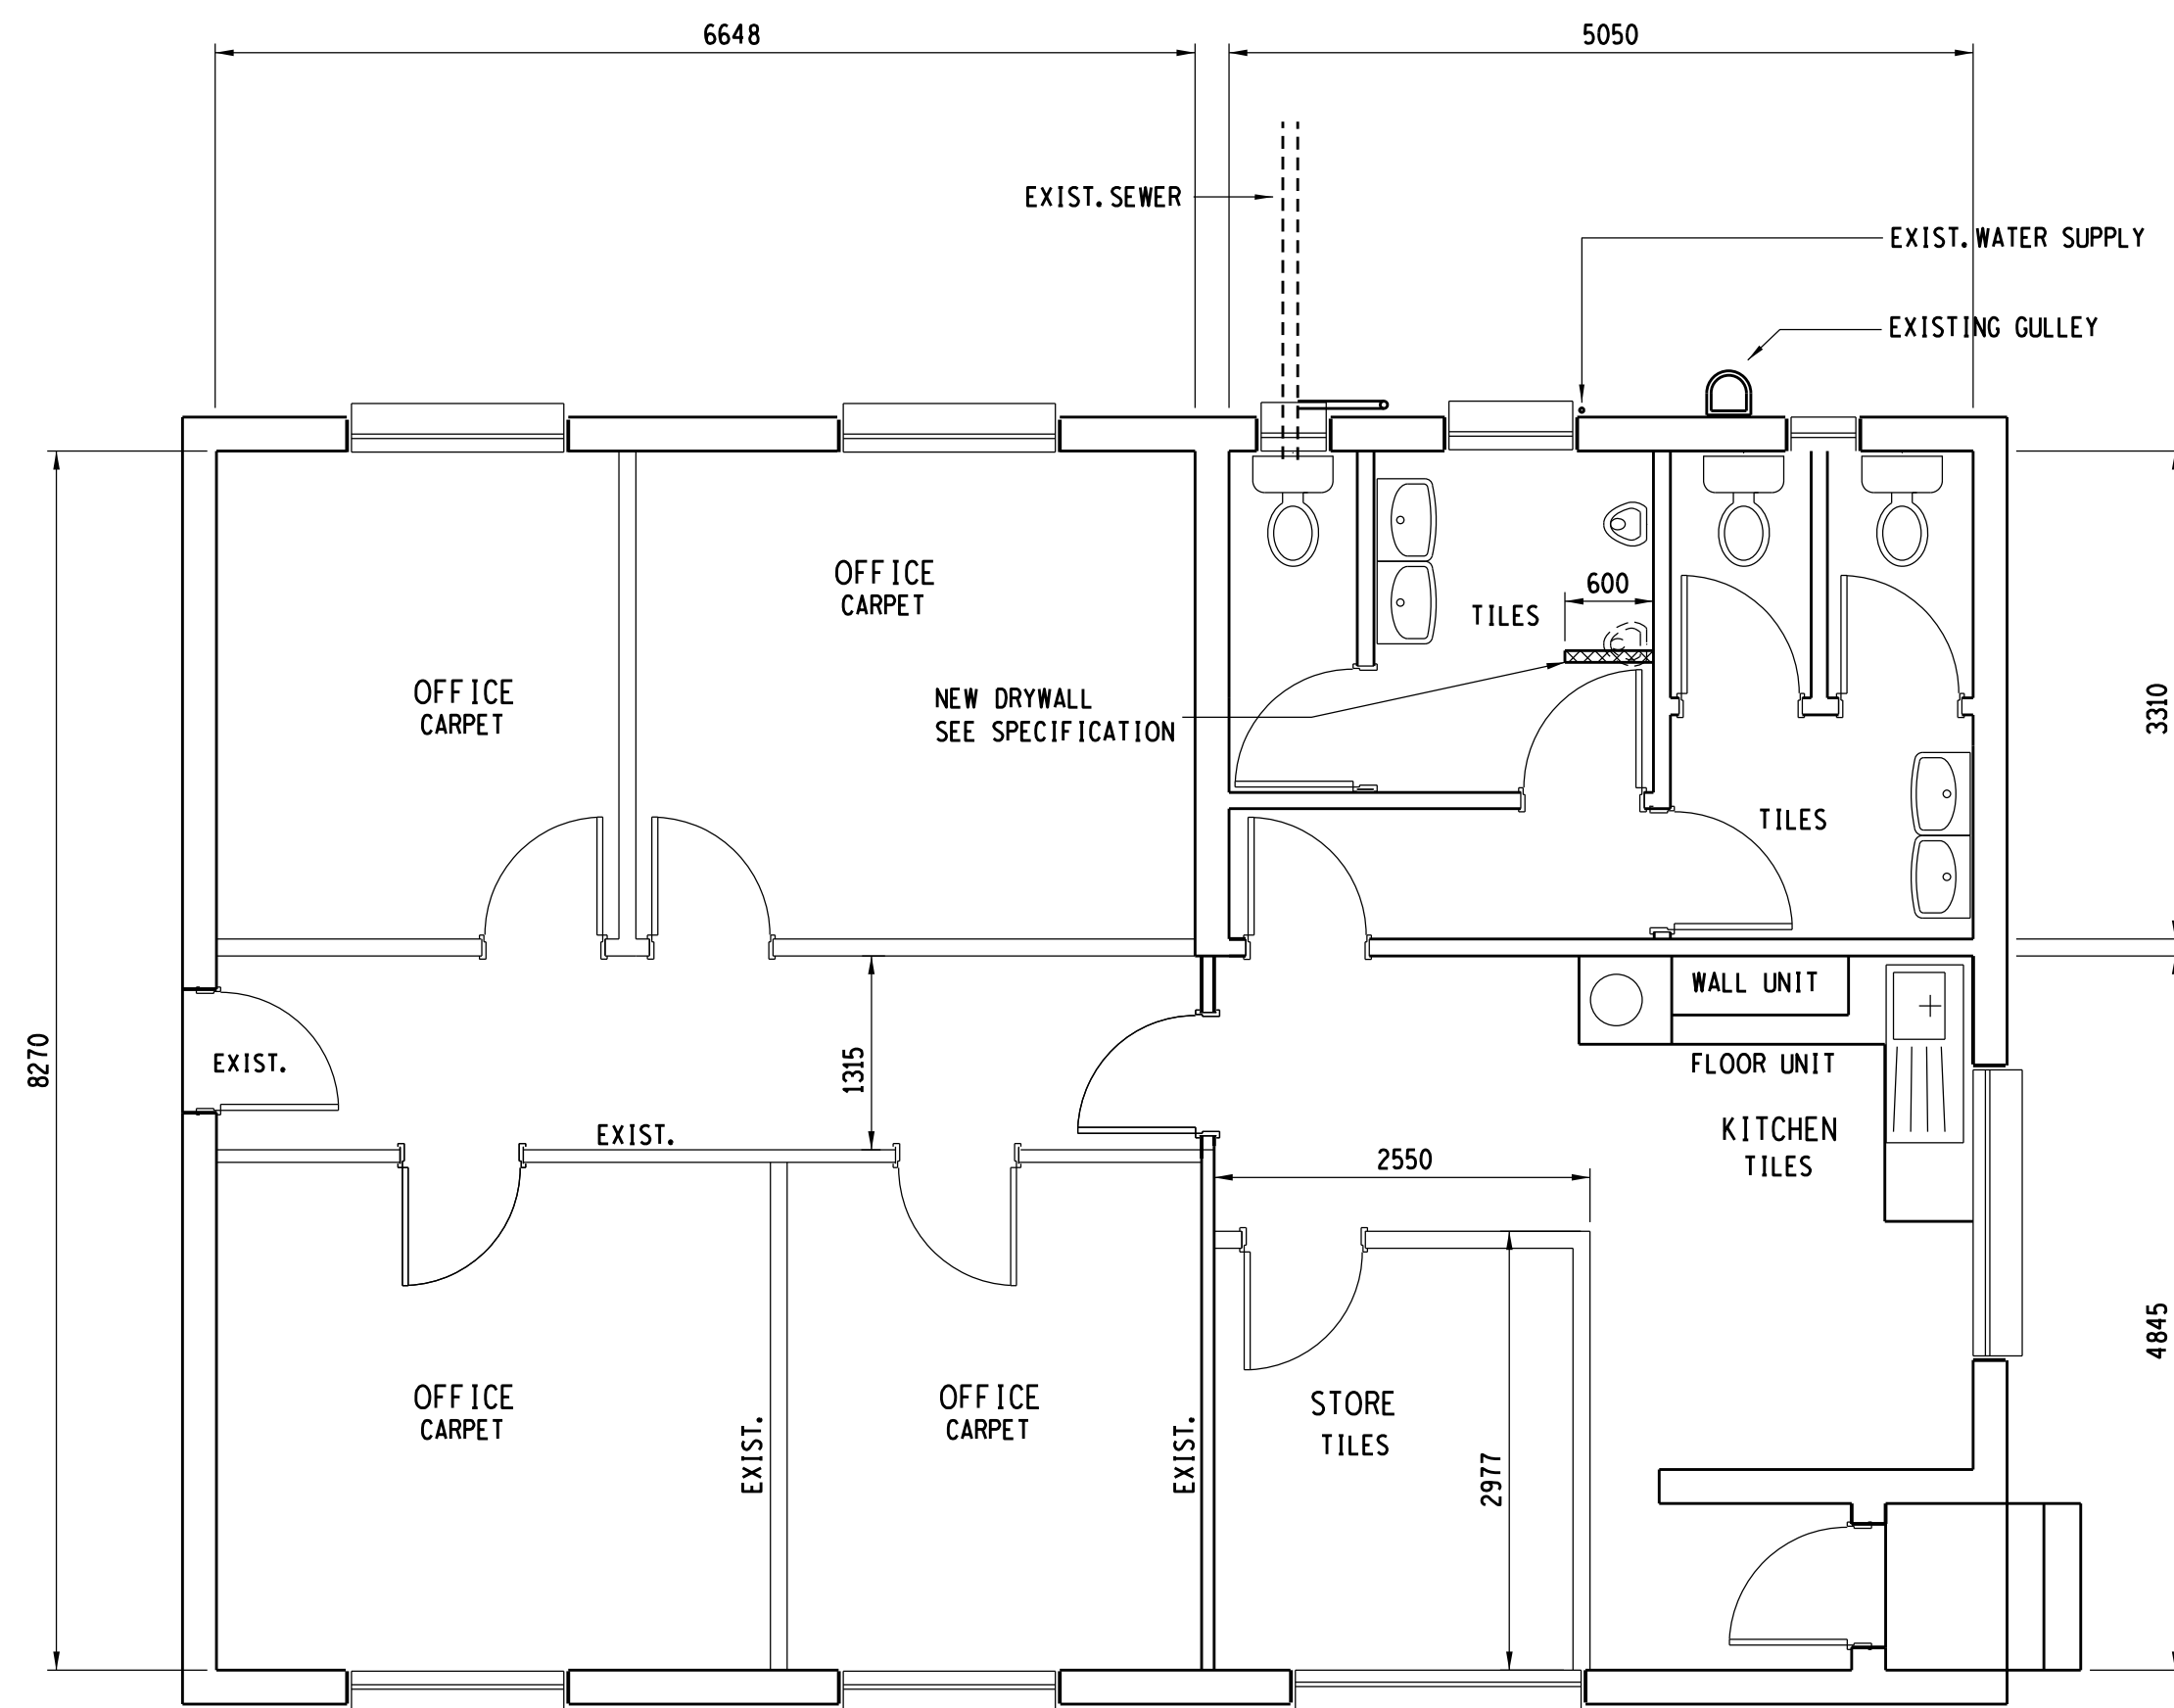 6648
5050
EXIST. SEWER
EXIST. WATER SUPPLY
EXISTING GULLEY
OFFICE
CARPET
600
TILES
OFFICE
CARPET
NEW DRYWALL
SEE SPECIFICATION
3310
TILES
WALL UNIT
8270
EXIST.
1315
FLOOR UNIT
EXIST.
KITCHEN
TILES
2550
4845
OFFICE
CARPET
EXIST.
OFFICE
CARPET
EXIST.
STORE
TILES
2977